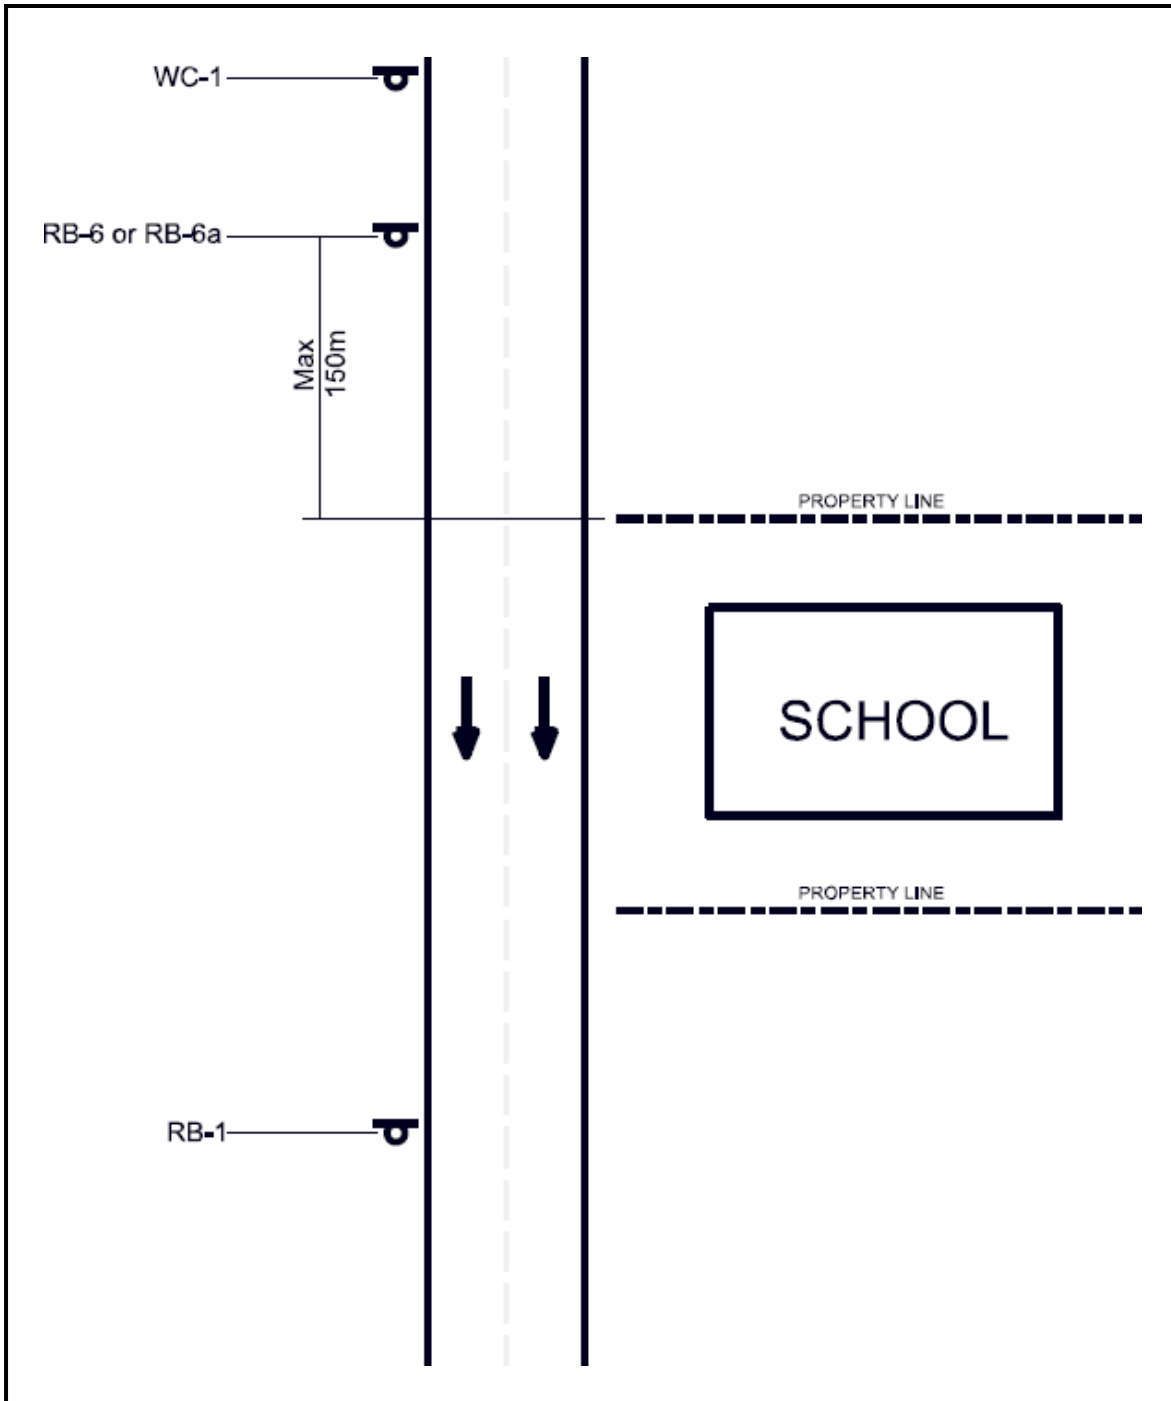 WC-1
RB-6 or RB-6a
Max
150m
PROPERTY LINE
SCHOOL
PROPERTY LINE
RB-1